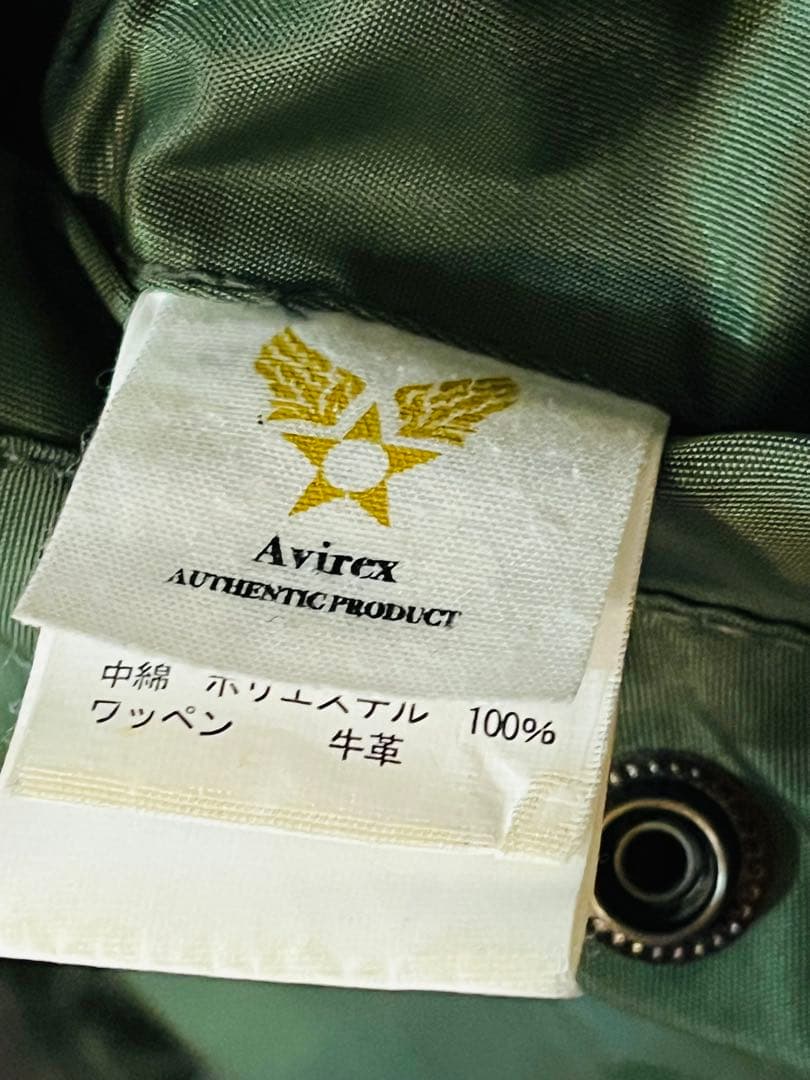 Avirex
AUTHENTIC PRODUCT
中綿 ポリエステル 100%
ワッペン 牛革